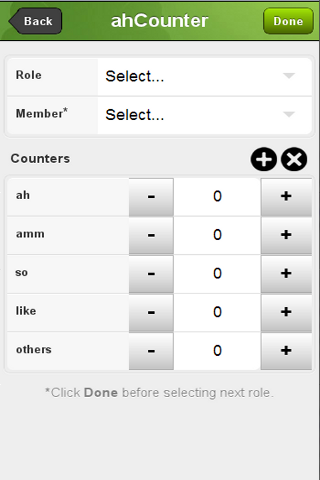 Back
ahCounter
Done
Role
Select...
Member*
Select...
Counters
ah
-
0
+
amm
-
0
+
so
-
0
+
like
-
0
+
others
-
0
+
*Click Done before selecting next role.